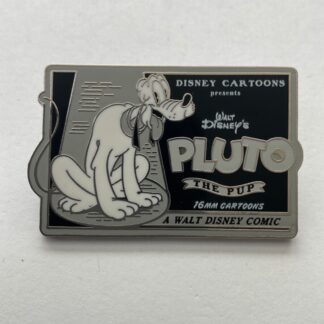 DISNEY CARTOONS
presents
WALT
DISNEY'S
PLUTO
THE PUP
16MM CARTOONS
A WALT DISNEY COMIC